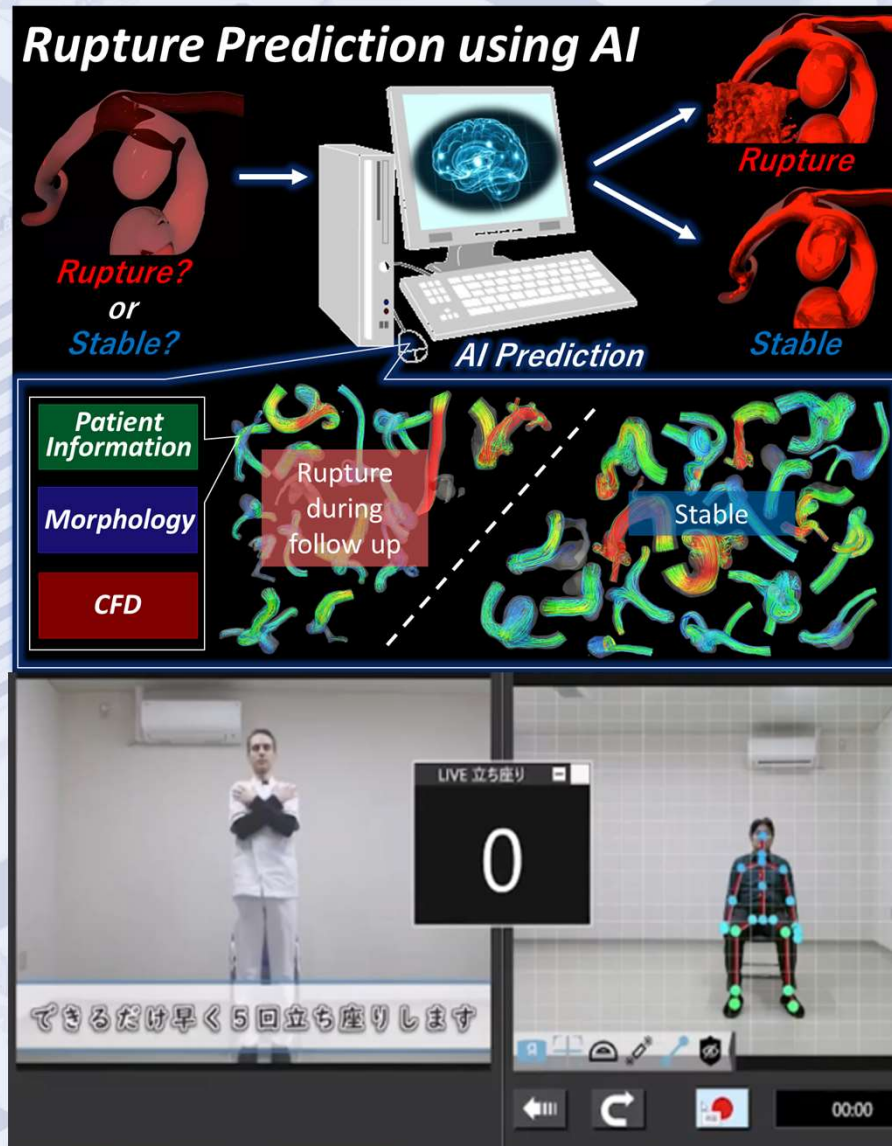 Rupture Prediction using AI
Rupture?
or
Stable?
Rupture
Stable
AI Prediction
Patient
Information
Morphology
CFD
Rupture
during
follow up
Stable
LIVE 立ち座り
0
できるだけ早く5回立ち座りします
00:00